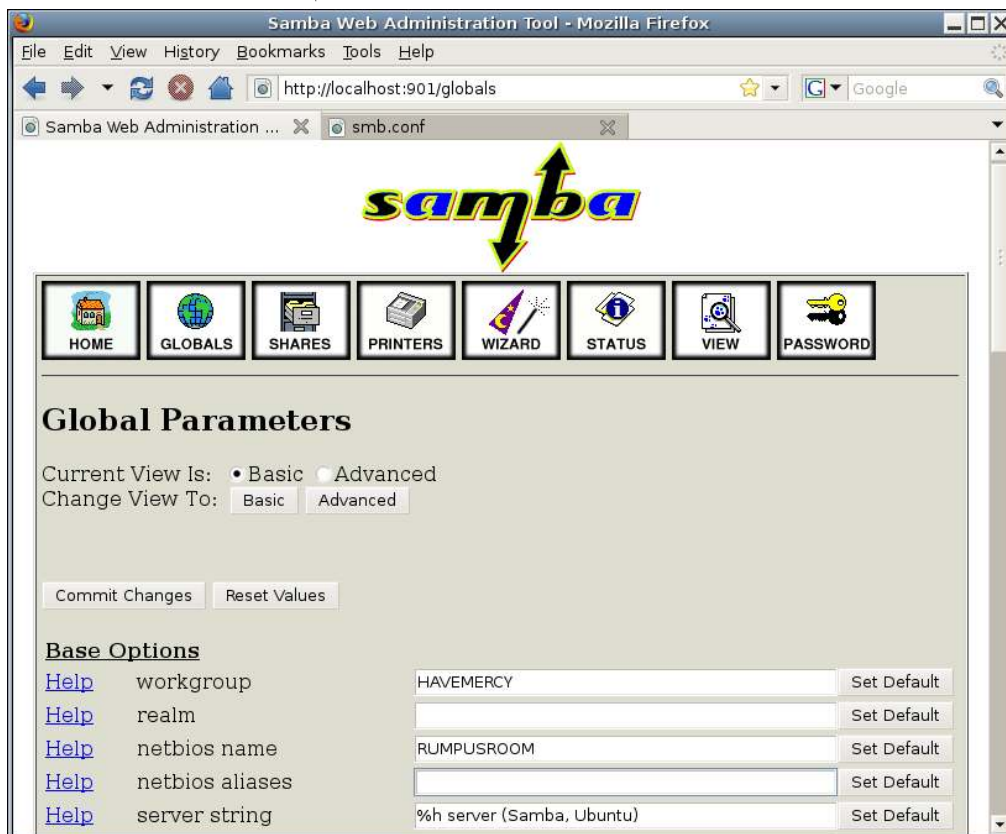 Samba Web Administration Tool - Mozilla Firefox
File Edit View History Bookmarks Tools Help
http://localhost:901/globals G Google
Samba Web Administration ... smb.conf
samba
HOME GLOBALS SHARES PRINTERS WIZARD STATUS VIEW PASSWORD
Global Parameters
Current View Is: Basic Advanced
Change View To: Basic Advanced
Commit Changes Reset Values
Base Options
Help workgroup HAVEMERCY Set Default
Help realm Set Default
Help netbios name RUMPUSROOM Set Default
Help netbios aliases Set Default
Help server string %h server (Samba, Ubuntu) Set Default